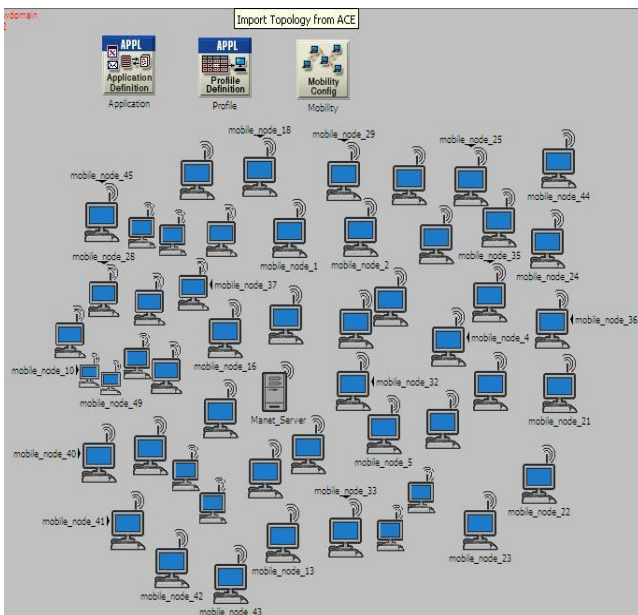 wdomain
2
Import Topology from ACE
APPL
Application
Definition
Application
APPL
Profile
Definition
Profile
Mobility
Config
Mobility
mobile_node_18
mobile_node_29
mobile_node_25
mobile_node_45
mobile_node_44
mobile_node_28
mobile_node_1
mobile_node_2
mobile_node_35
mobile_node_24
mobile_node_37
mobile_node_36
mobile_node_4
mobile_node_10
mobile_node_16
mobile_node_32
mobile_node_49
Manet_Server
mobile_node_21
mobile_node_40
mobile_node_5
mobile_node_33
mobile_node_22
mobile_node_41
mobile_node_13
mobile_node_23
mobile_node_42
mobile_node_43